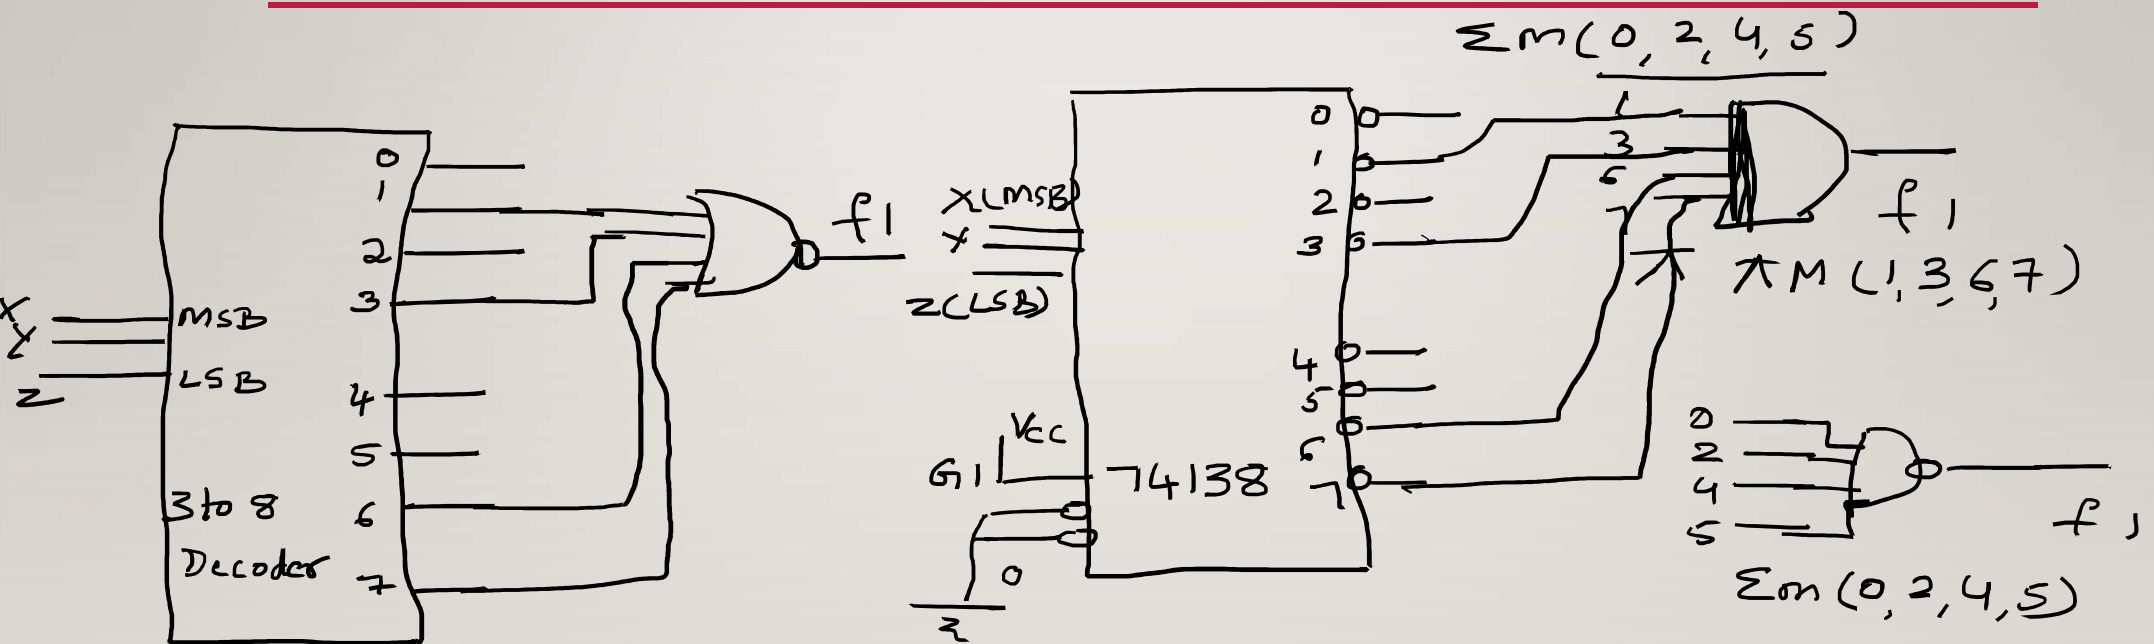 Σm(0, 2, 4, 5)
0
1
2
3
4
5
6
7
X
Y
Z
MSB
LSB
3 to 8
Decoder
f1
X(MSB)
Y
Z(LSB)
Vcc
G1
0
74138
0
1
2
3
4
5
6
7
1
3
6
7
f1
πM(1, 3, 6, 7)
0
2
4
5
f1
Σm(0, 2, 4, 5)